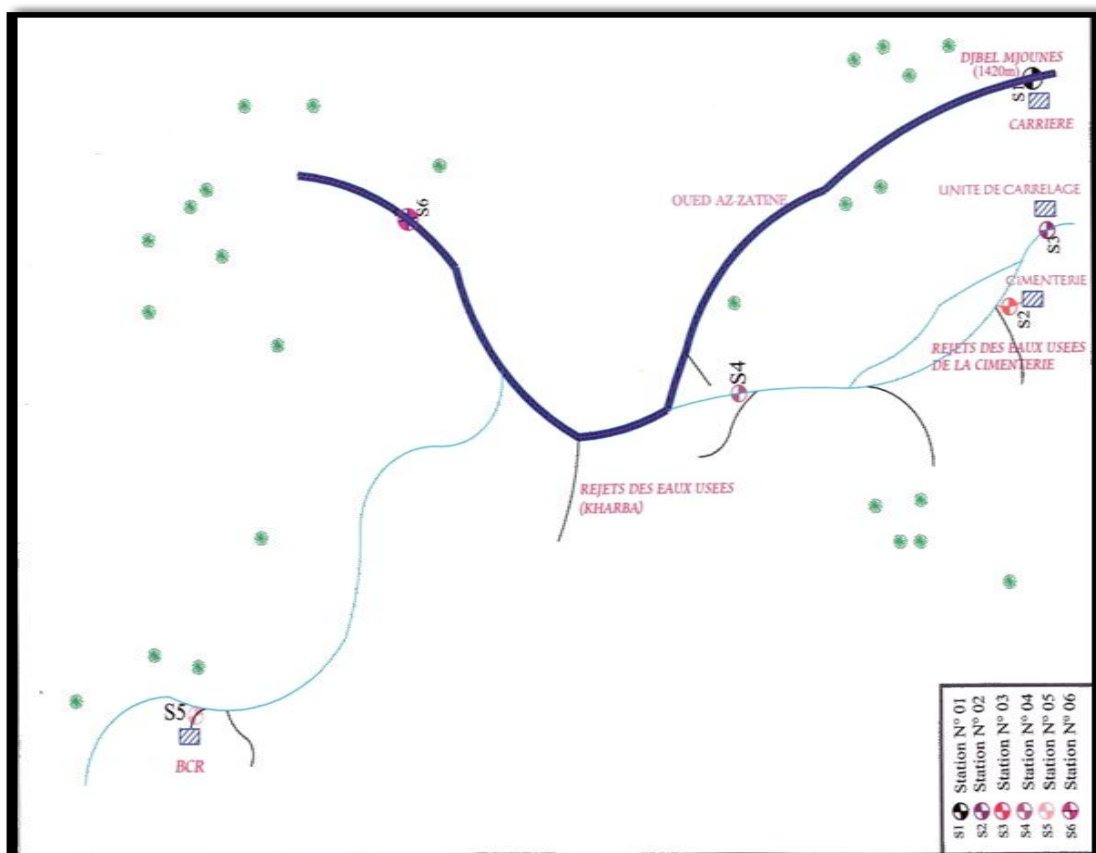 DJBEL MJOUNES
(1420m)
S1
CARRIERE
UNITE DE CARRELAGE
OUED AZ-ZATINE
S6
S3
CIMENTERIE
S2
REJETS DES EAUX USEES
DE LA CIMENTERIE
S4
REJETS DES EAUX USEES
(KHARBA)
S5
BCR
S1 Station N° 01
S2 Station N° 02
S3 Station N° 03
S4 Station N° 04
S5 Station N° 05
S6 Station N° 06